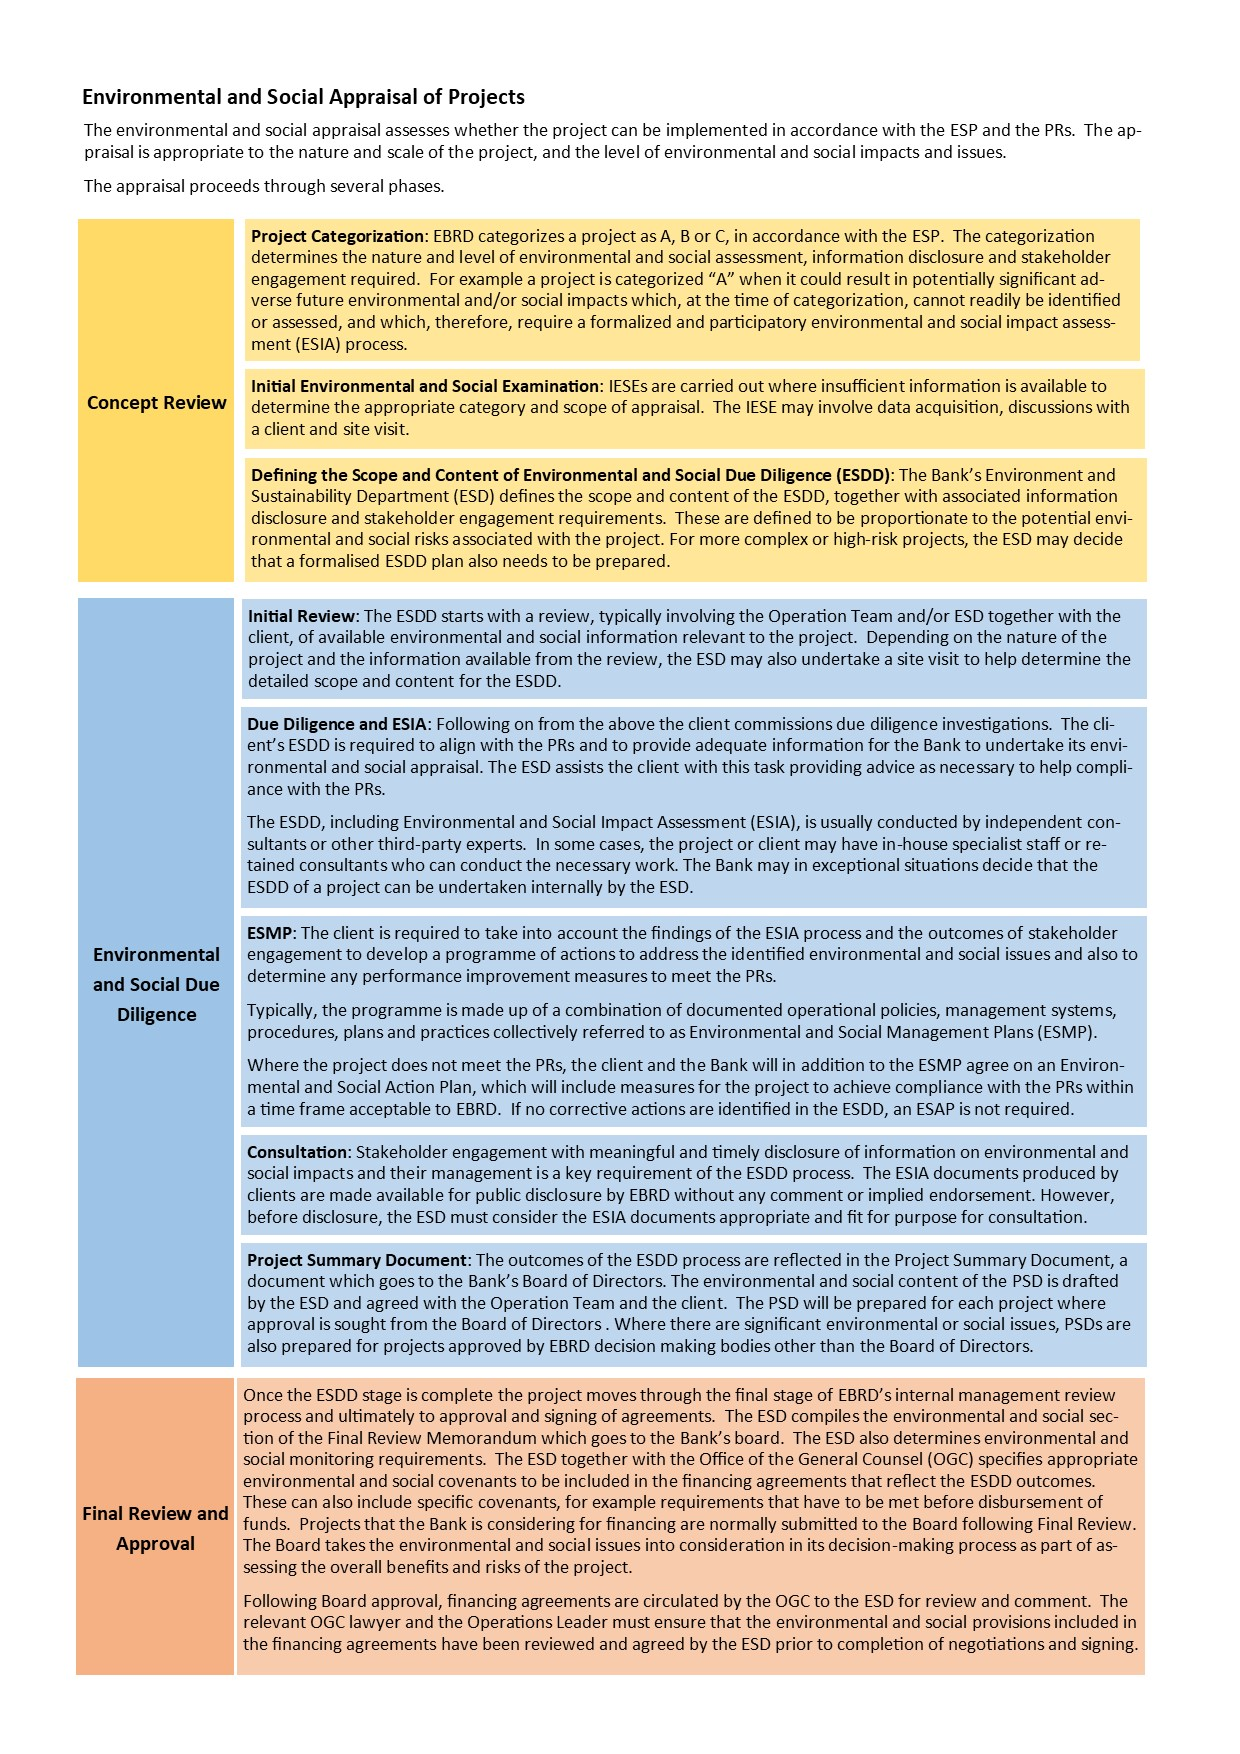 Environmental and Social Appraisal of Projects
The environmental and social appraisal assesses whether the project can be implemented in accordance with the ESP and the PRs.  The ap-
praisal is appropriate to the nature and scale of the project, and the level of environmental and social impacts and issues.
The appraisal proceeds through several phases.
Concept Review
Project Categorization: EBRD categorizes a project as A, B or C, in accordance with the ESP.  The categorization
determines the nature and level of environmental and social assessment, information disclosure and stakeholder
engagement required.  For example a project is categorized “A” when it could result in potentially significant ad-
verse future environmental and/or social impacts which, at the time of categorization, cannot readily be identified
or assessed, and which, therefore, require a formalized and participatory environmental and social impact assess-
ment (ESIA) process.
Initial Environmental and Social Examination: IESEs are carried out where insufficient information is available to
determine the appropriate category and scope of appraisal.  The IESE may involve data acquisition, discussions with
a client and site visit.
Defining the Scope and Content of Environmental and Social Due Diligence (ESDD): The Bank’s Environment and
Sustainability Department (ESD) defines the scope and content of the ESDD, together with associated information
disclosure and stakeholder engagement requirements.  These are defined to be proportionate to the potential envi-
ronmental and social risks associated with the project. For more complex or high-risk projects, the ESD may decide
that a formalised ESDD plan also needs to be prepared.
Environmental
and Social Due
Diligence
Initial Review: The ESDD starts with a review, typically involving the Operation Team and/or ESD together with the
client, of available environmental and social information relevant to the project.  Depending on the nature of the
project and the information available from the review, the ESD may also undertake a site visit to help determine the
detailed scope and content for the ESDD.
Due Diligence and ESIA: Following on from the above the client commissions due diligence investigations.  The cli-
ent’s ESDD is required to align with the PRs and to provide adequate information for the Bank to undertake its envi-
ronmental and social appraisal. The ESD assists the client with this task providing advice as necessary to help compli-
ance with the PRs.
The ESDD, including Environmental and Social Impact Assessment (ESIA), is usually conducted by independent con-
sultants or other third-party experts.  In some cases, the project or client may have in-house specialist staff or re-
tained consultants who can conduct the necessary work. The Bank may in exceptional situations decide that the
ESDD of a project can be undertaken internally by the ESD.
ESMP: The client is required to take into account the findings of the ESIA process and the outcomes of stakeholder
engagement to develop a programme of actions to address the identified environmental and social issues and also to
determine any performance improvement measures to meet the PRs.
Typically, the programme is made up of a combination of documented operational policies, management systems,
procedures, plans and practices collectively referred to as Environmental and Social Management Plans (ESMP).
Where the project does not meet the PRs, the client and the Bank will in addition to the ESMP agree on an Environ-
mental and Social Action Plan, which will include measures for the project to achieve compliance with the PRs within
a time frame acceptable to EBRD.  If no corrective actions are identified in the ESDD, an ESAP is not required.
Consultation: Stakeholder engagement with meaningful and timely disclosure of information on environmental and
social impacts and their management is a key requirement of the ESDD process.  The ESIA documents produced by
clients are made available for public disclosure by EBRD without any comment or implied endorsement. However,
before disclosure, the ESD must consider the ESIA documents appropriate and fit for purpose for consultation.
Project Summary Document: The outcomes of the ESDD process are reflected in the Project Summary Document, a
document which goes to the Bank’s Board of Directors. The environmental and social content of the PSD is drafted
by the ESD and agreed with the Operation Team and the client.  The PSD will be prepared for each project where
approval is sought from the Board of Directors . Where there are significant environmental or social issues, PSDs are
also prepared for projects approved by EBRD decision making bodies other than the Board of Directors.
Final Review and
Approval
Once the ESDD stage is complete the project moves through the final stage of EBRD’s internal management review
process and ultimately to approval and signing of agreements.  The ESD compiles the environmental and social sec-
tion of the Final Review Memorandum which goes to the Bank’s board.  The ESD also determines environmental and
social monitoring requirements.  The ESD together with the Office of the General Counsel (OGC) specifies appropriate
environmental and social covenants to be included in the financing agreements that reflect the ESDD outcomes.
These can also include specific covenants, for example requirements that have to be met before disbursement of
funds.  Projects that the Bank is considering for financing are normally submitted to the Board following Final Review.
The Board takes the environmental and social issues into consideration in its decision-making process as part of as-
sessing the overall benefits and risks of the project.
Following Board approval, financing agreements are circulated by the OGC to the ESD for review and comment.  The
relevant OGC lawyer and the Operations Leader must ensure that the environmental and social provisions included in
the financing agreements have been reviewed and agreed by the ESD prior to completion of negotiations and signing.